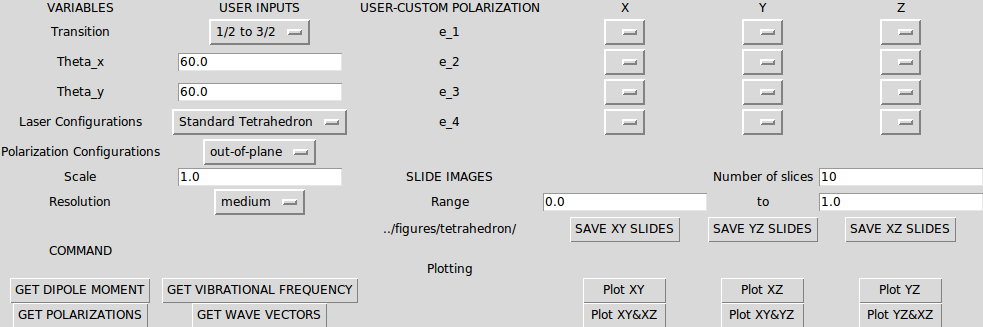 VARIABLES USER INPUTS USER-CUSTOM POLARIZATION X Y Z
Transition 1/2 to 3/2 e_1
Theta_x 60.0 e_2
Theta_y 60.0 e_3
Laser Configurations Standard Tetrahedron e_4
Polarization Configurations out-of-plane
Scale 1.0 SLIDE IMAGES Number of slices 10
Resolution medium Range 0.0 to 1.0
../figures/tetrahedron/ SAVE XY SLIDES SAVE YZ SLIDES SAVE XZ SLIDES
COMMAND
Plotting
GET DIPOLE MOMENT GET VIBRATIONAL FREQUENCY Plot XY Plot XZ Plot YZ
GET POLARIZATIONS GET WAVE VECTORS Plot XY&XZ Plot XY&YZ Plot YZ&XZ